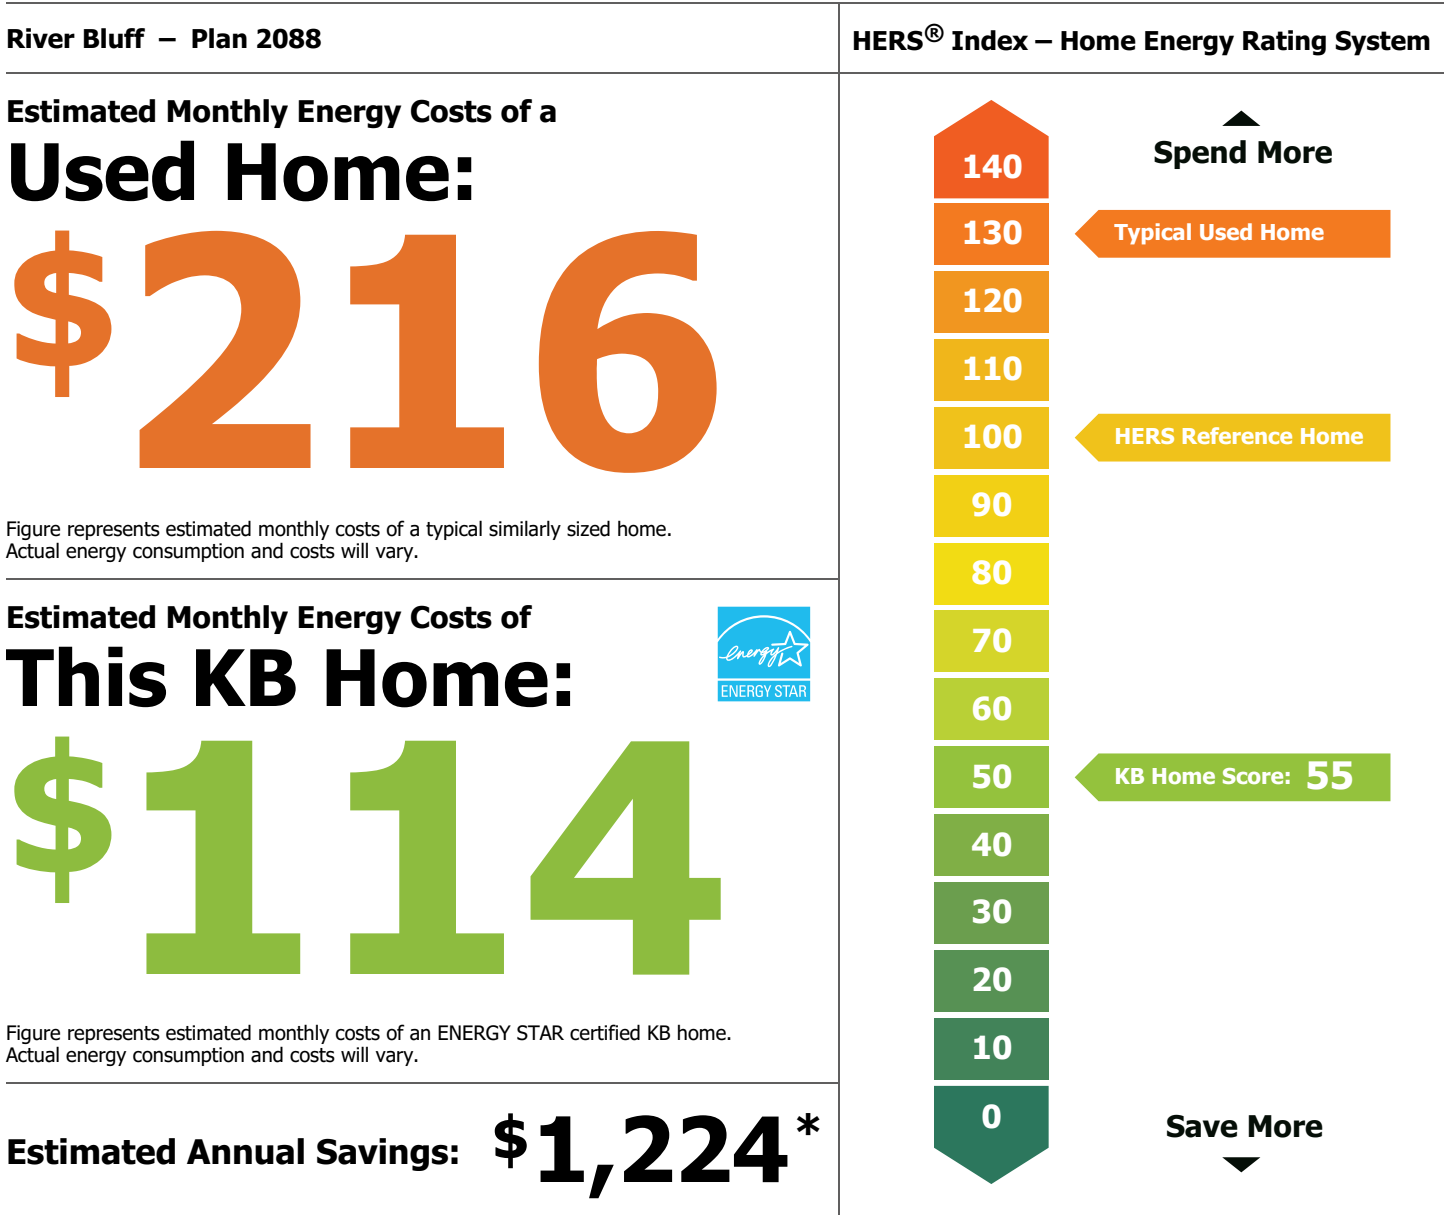 River Bluff – Plan 2088
Estimated Monthly Energy Costs of a
Used Home:
$216
Figure represents estimated monthly costs of a typical similarly sized home.
Actual energy consumption and costs will vary.
Estimated Monthly Energy Costs of
This KB Home:
energy
ENERGY STAR
$114
Figure represents estimated monthly costs of an ENERGY STAR certified KB home.
Actual energy consumption and costs will vary.
Estimated Annual Savings: $1,224*
HERS® Index – Home Energy Rating System
Spend More
140
130 Typical Used Home
120
110
100 HERS Reference Home
90
80
70
60
50 KB Home Score: 55
40
30
20
10
0
Save More